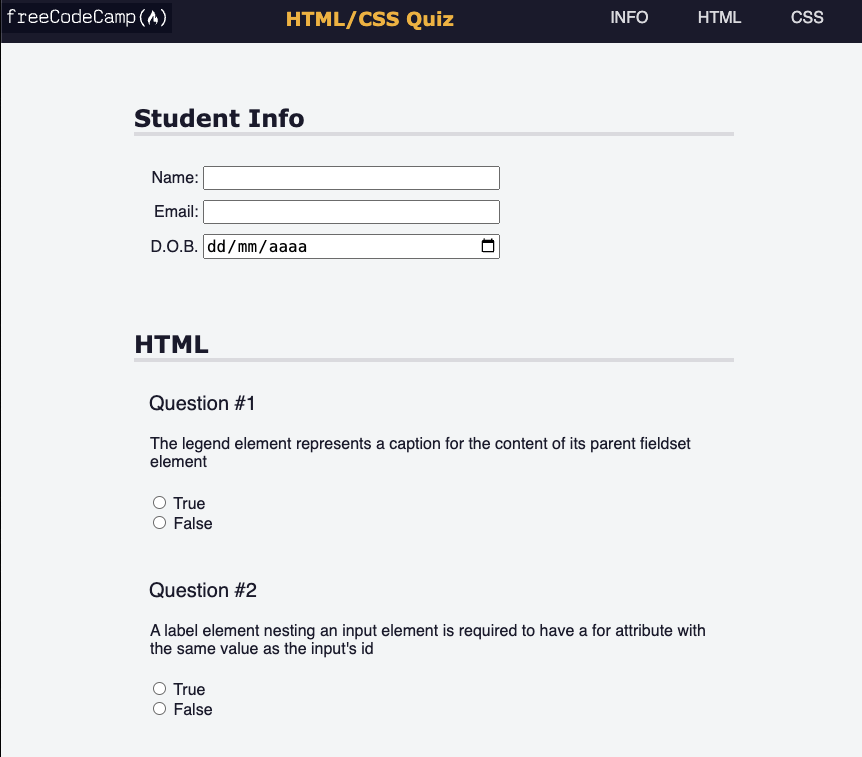 freeCodeCamp(🔥)
HTML/CSS Quiz
INFO
HTML
CSS
Student Info
Name:
Email:
D.O.B. dd/mm/aaaa
HTML
Question #1
The legend element represents a caption for the content of its parent fieldset
element
True
False
Question #2
A label element nesting an input element is required to have a for attribute with
the same value as the input's id
True
False